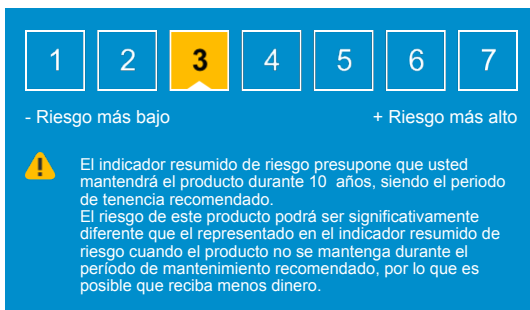 1 2 3 4 5 6 7
- Riesgo más bajo + Riesgo más alto
El indicador resumido de riesgo presupone que usted
mantendrá el producto durante 10 años, siendo el periodo
de tenencia recomendado.
El riesgo de este producto podrá ser significativamente
diferente que el representado en el indicador resumido de
riesgo cuando el producto no se mantenga durante el
período de mantenimiento recomendado, por lo que es
posible que reciba menos dinero.